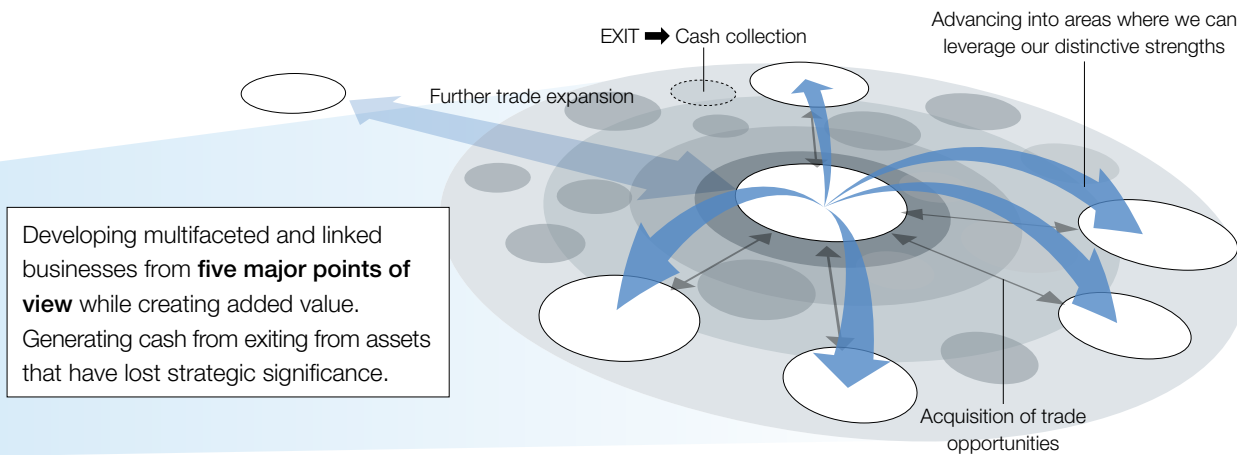 Advancing into areas where we can
leverage our distinctive strengths
EXIT ➡ Cash collection
Further trade expansion
Developing multifaceted and linked
businesses from five major points of
view while creating added value.
Generating cash from exiting from assets
that have lost strategic significance.
Acquisition of trade
opportunities